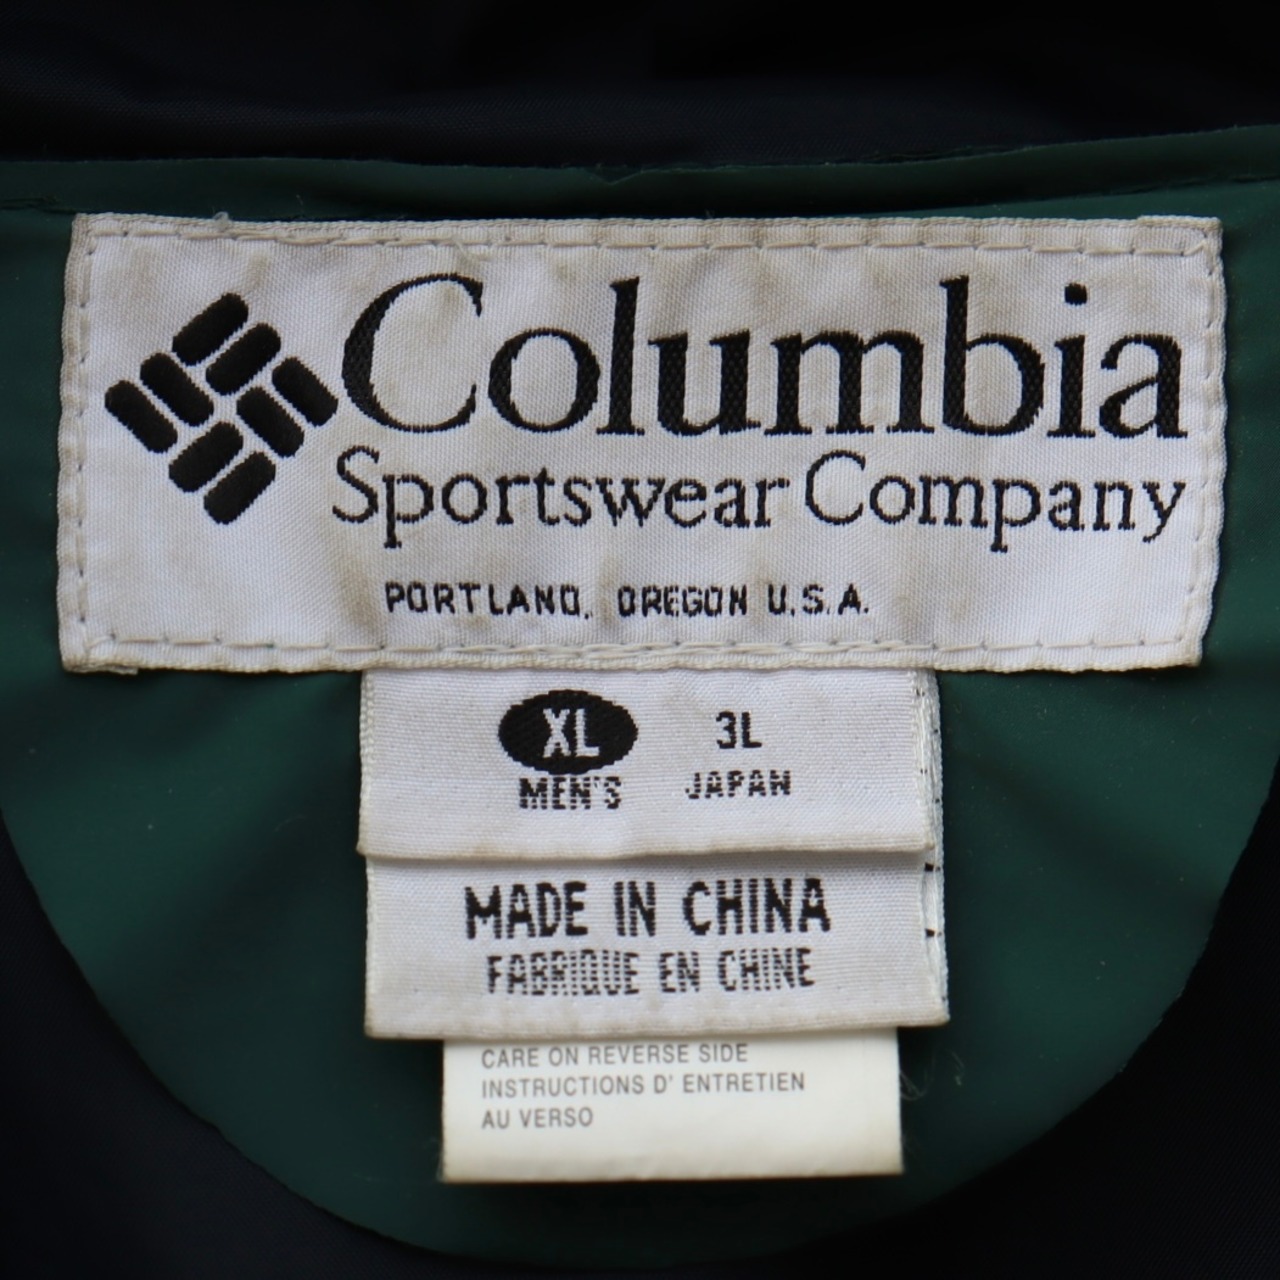 Columbia
Sportswear Company
PORTLAND, OREGON U.S.A.
XL 3L
MEN'S JAPAN
MADE IN CHINA
FABRIQUE EN CHINE
CARE ON REVERSE SIDE
INSTRUCTIONS D' ENTRETIEN
AU VERSO